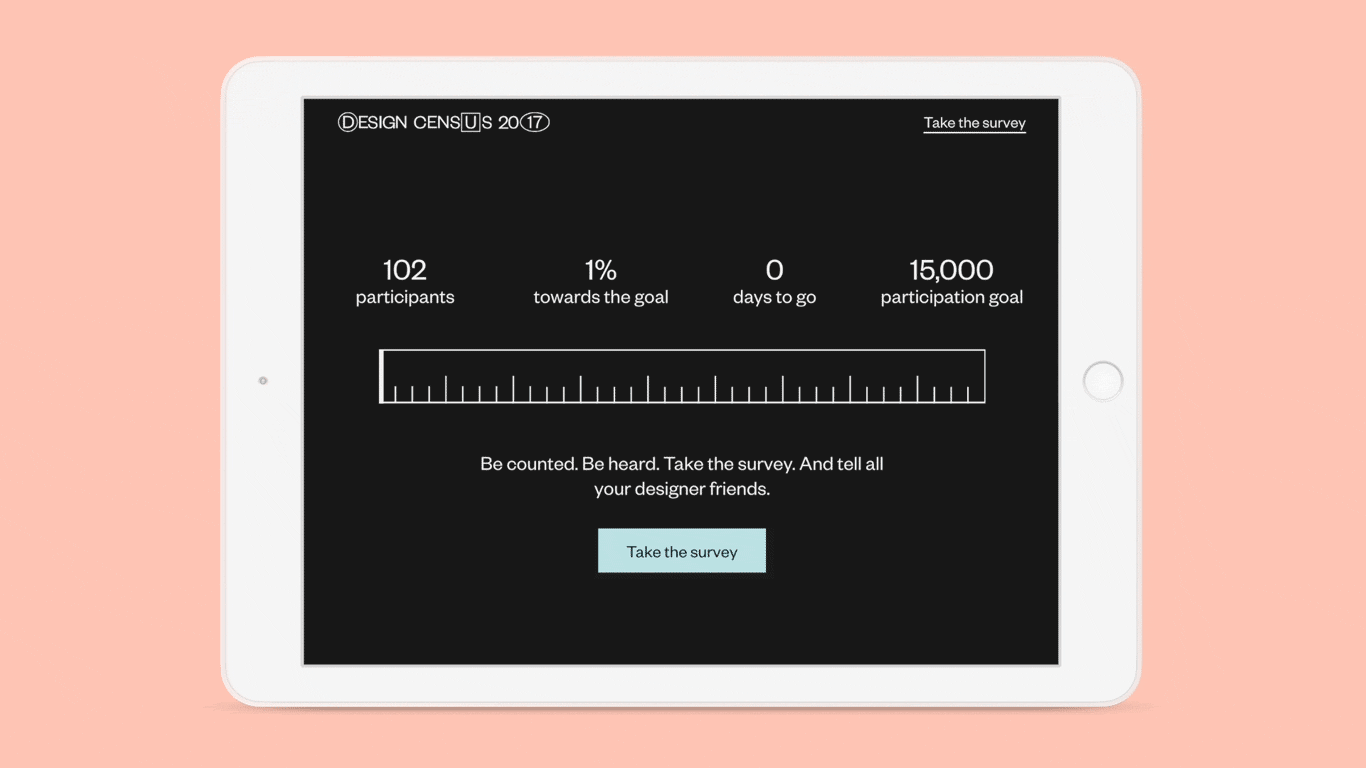 DESIGN CENSUS 2017
Take the survey
102
participants
1%
towards the goal
0
days to go
15,000
participation goal
Be counted. Be heard. Take the survey. And tell all
your designer friends.
Take the survey